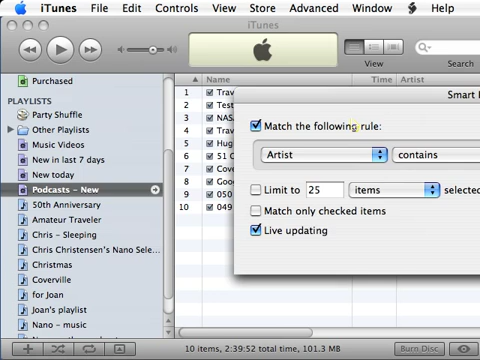 iTunes File Edit Controls View Store Advanced Window Help
iTunes
View Search
Purchased
PLAYLISTS
Party Shuffle
Other Playlists
Music Videos
New in last 7 days
New today
Podcasts - New
50th Anniversary
Amateur Traveler
Chris - Sleeping
Chris Christensen's Nano Sele...
Christmas
Coverville
for Joan
Joan's playlist
Nano - music
Name Time Artist
1 Trav
2 Test
3 NAS
4 Trav
5 Hug
6 51 C
7 Cove
8 Goo
9 050
10 049
Smart
Match the following rule:
Artist contains
Limit to 25 items selected
Match only checked items
Live updating
10 items, 2:39:52 total time, 101.3 MB
Burn Disc